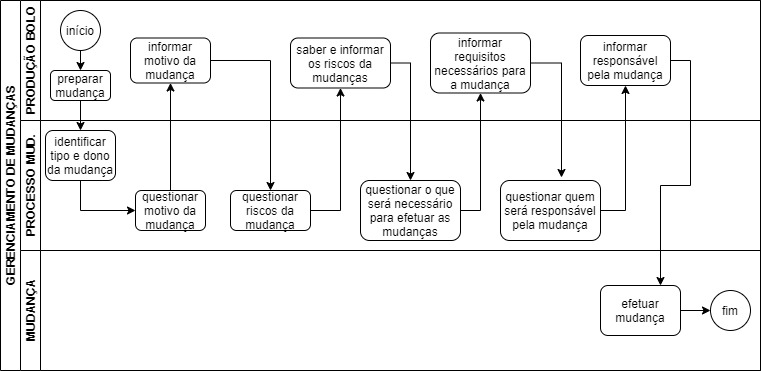 GERENCIAMENTO DE MUDANÇAS
PRODUÇÃO BOLO
início
preparar
mudança
informar
motivo da
mudança
saber e informar
os riscos da
mudanças
informar
requisitos
necessários para
a mudança
informar
responsável
pela mudança
PROCESSO MUD.
identificar
tipo e dono
da mudança
questionar
motivo da
mudança
questionar
riscos da
mudança
questionar o que
será necessário
para efetuar as
mudanças
questionar quem
será responsável
pela mudança
MUDANÇA
efetuar
mudança
fim